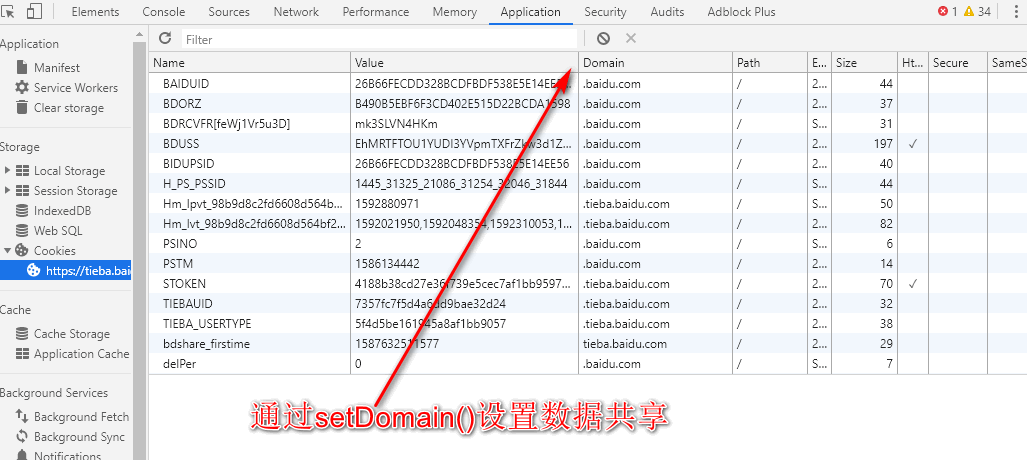 Elements Console Sources Network Performance Memory Application Security Audits Adblock Plus 1 34
Application
Manifest
Service Workers
Clear storage
Storage
Local Storage
Session Storage
IndexedDB
Web SQL
Cookies
https://tieba.bai
Cache
Cache Storage
Application Cache
Background Services
Background Fetch
Background Sync
Notifications
Filter
Name Value Domain Path E... Size Ht... Secure SameS
BAIDUID 26B66FECDD328BCDFBDF538E5E14EE5... .baidu.com / 2... 44
BDORZ B490B5EBF6F3CD402E515D22BCDA1598 .baidu.com / 2... 37
BDRCVFR[feWj1Vr5u3D] mk3SLVN4HKm .baidu.com / S... 31
BDUSS .baidu.com / 2... 197 ✓
BIDUPSID .baidu.com / 2... 40
H_PS_PSSID 1445_31325_21086_31254_32046_31844 .baidu.com / S... 44
Hm_lpvt_98b9d8c2fd6608d564b... 1592880971 .tieba.baidu.com / S... 50
Hm_lvt_98b9d8c2fd6608d564bf2... 1592021950,1592048354,1592310053,1... .tieba.baidu.com / 2... 82
PSINO 2 .baidu.com / S... 6
PSTM 1586134442 .baidu.com / 2... 14
STOKEN .tieba.baidu.com / 2... 70 ✓
TIEBAUID .tieba.baidu.com / 2... 32
TIEBA_USERTYPE .tieba.baidu.com / 2... 38
bdshare_firstime tieba.baidu.com / 2... 29
delPer 0 .baidu.com / S... 7
通过setDomain()设置数据共享